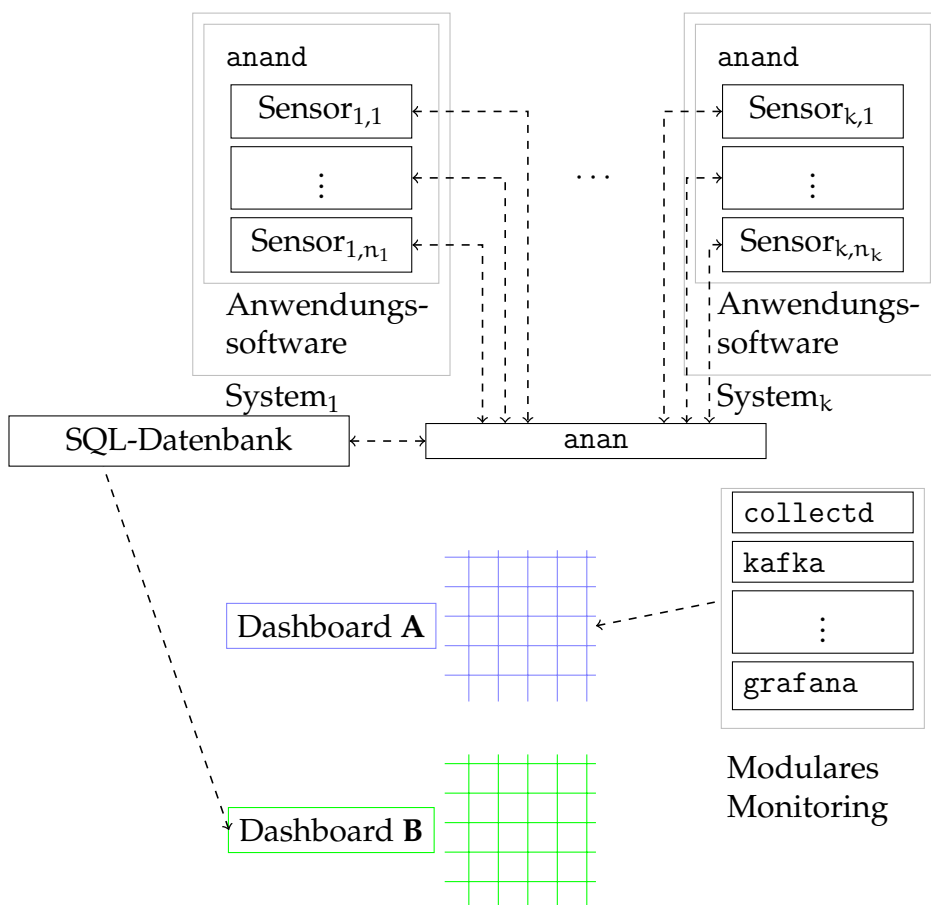 anand
Sensor1,1
⋮
Sensor1,n1
Anwendungs-
software
System1
...
anand
Sensork,1
⋮
Sensork,nk
Anwendungs-
software
Systemk
SQL-Datenbank
anan
collectd
kafka
⋮
grafana
Modulares
Monitoring
Dashboard A
Dashboard B